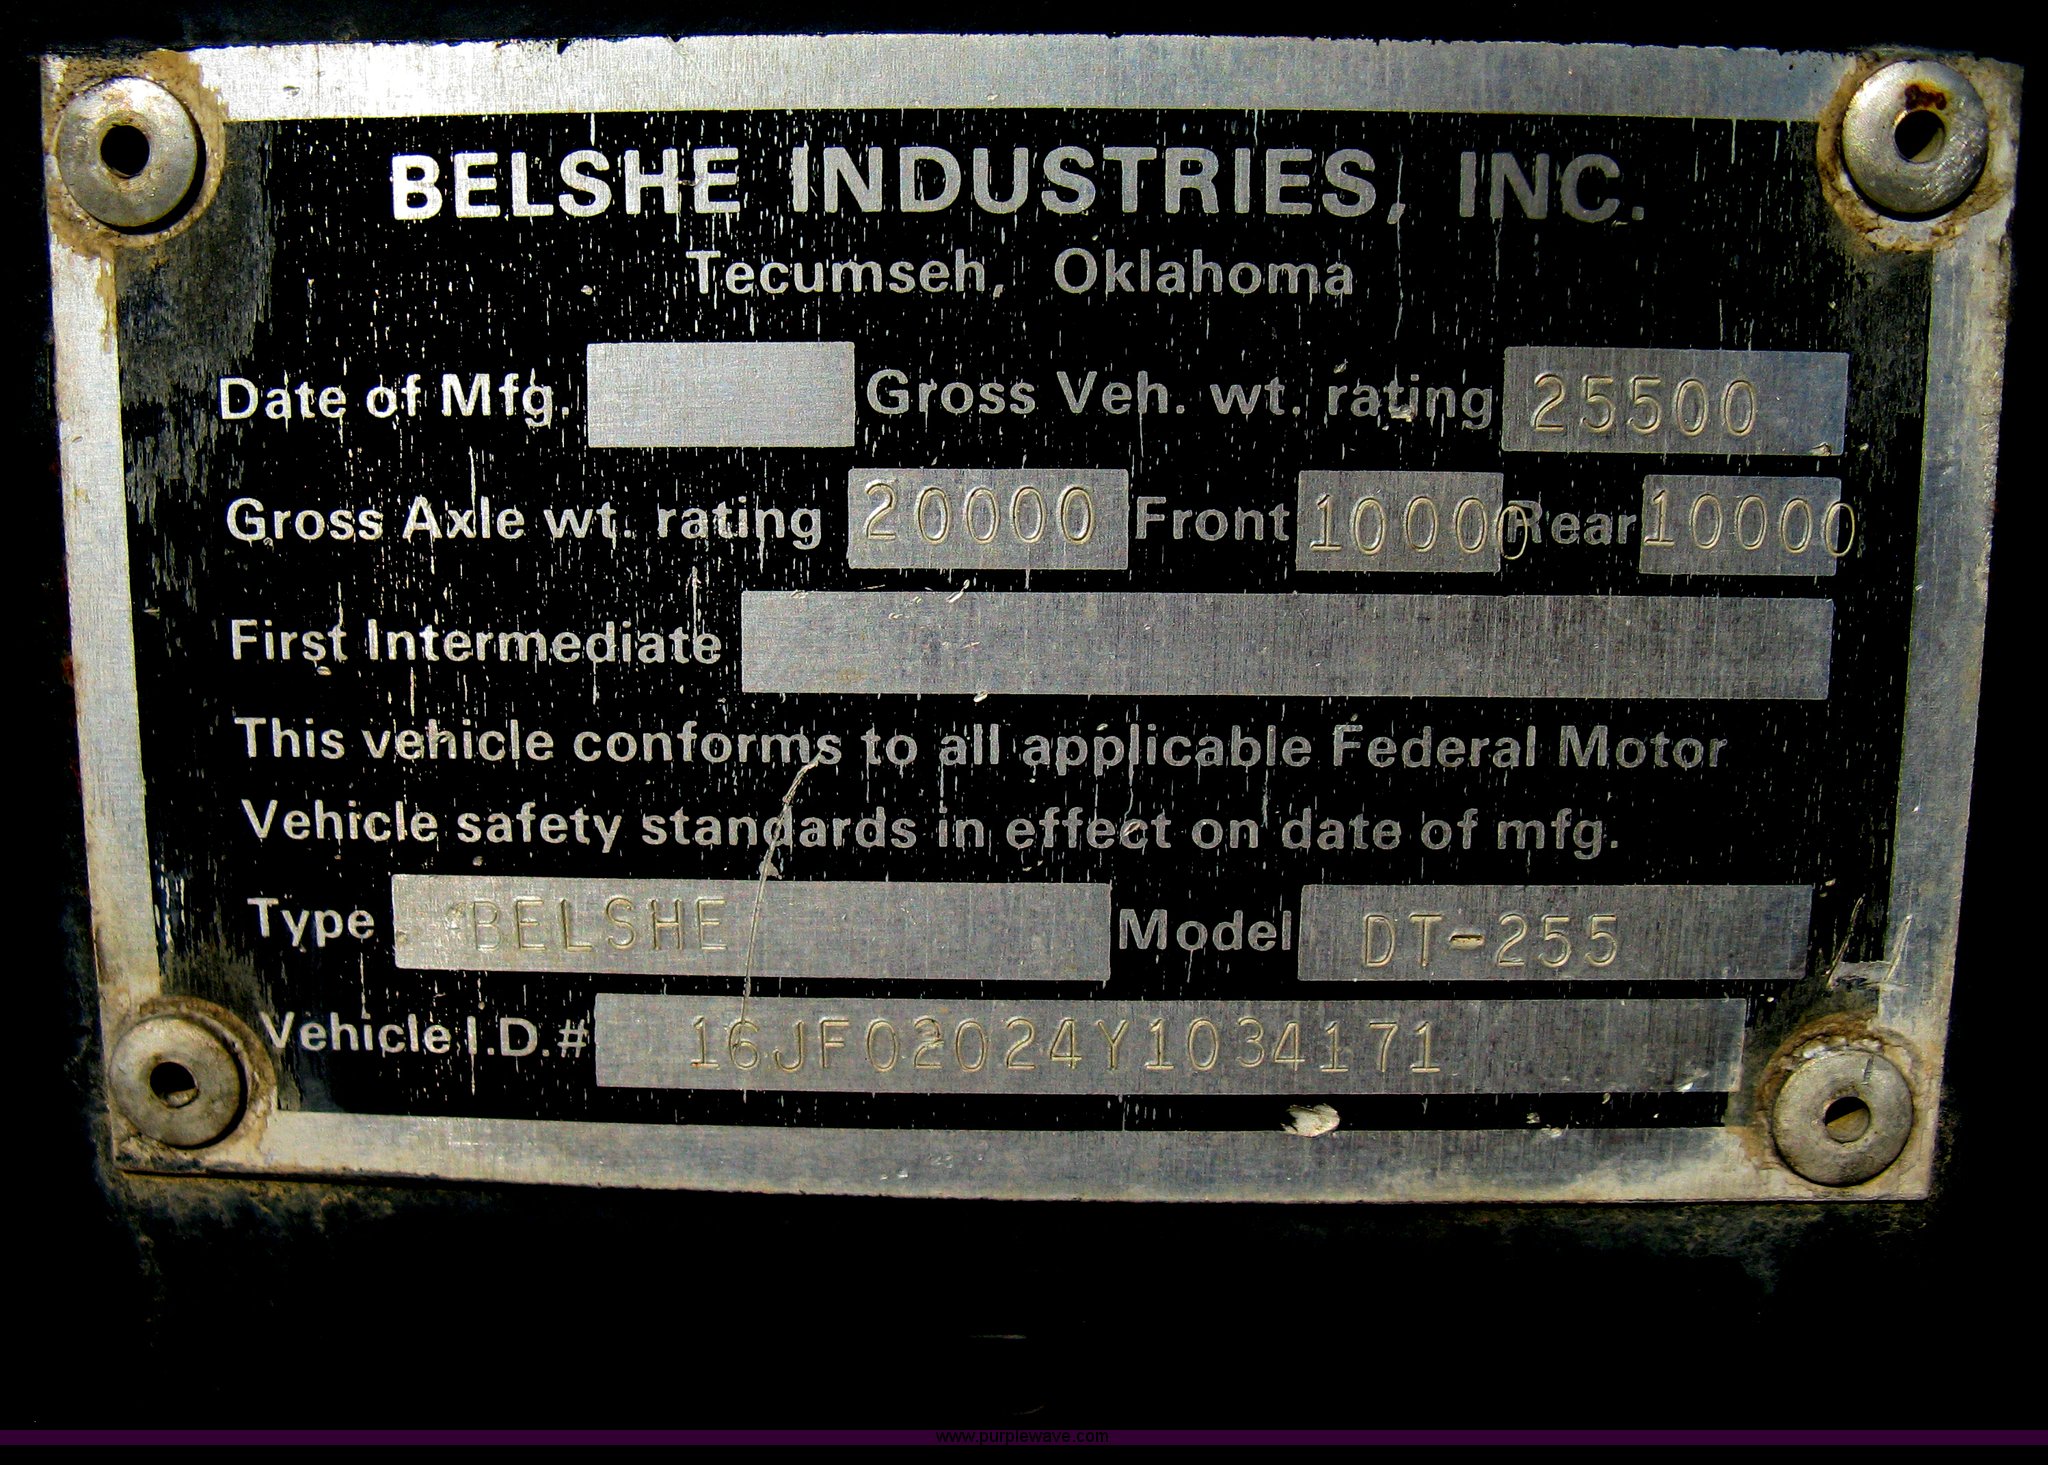 BELSHE INDUSTRIES, INC.
Tecumseh, Oklahoma
Date of Mfg. Gross Veh. wt. rating 25500
Gross Axle wt. rating 20000 Front 10000 Rear 10000
First Intermediate
This vehicle conforms to all applicable Federal Motor
Vehicle safety standards in effect on date of mfg.
Type BELSHE Model DT-255
Vehicle I.D.# 16JF02024Y1034171
www.purplewave.com